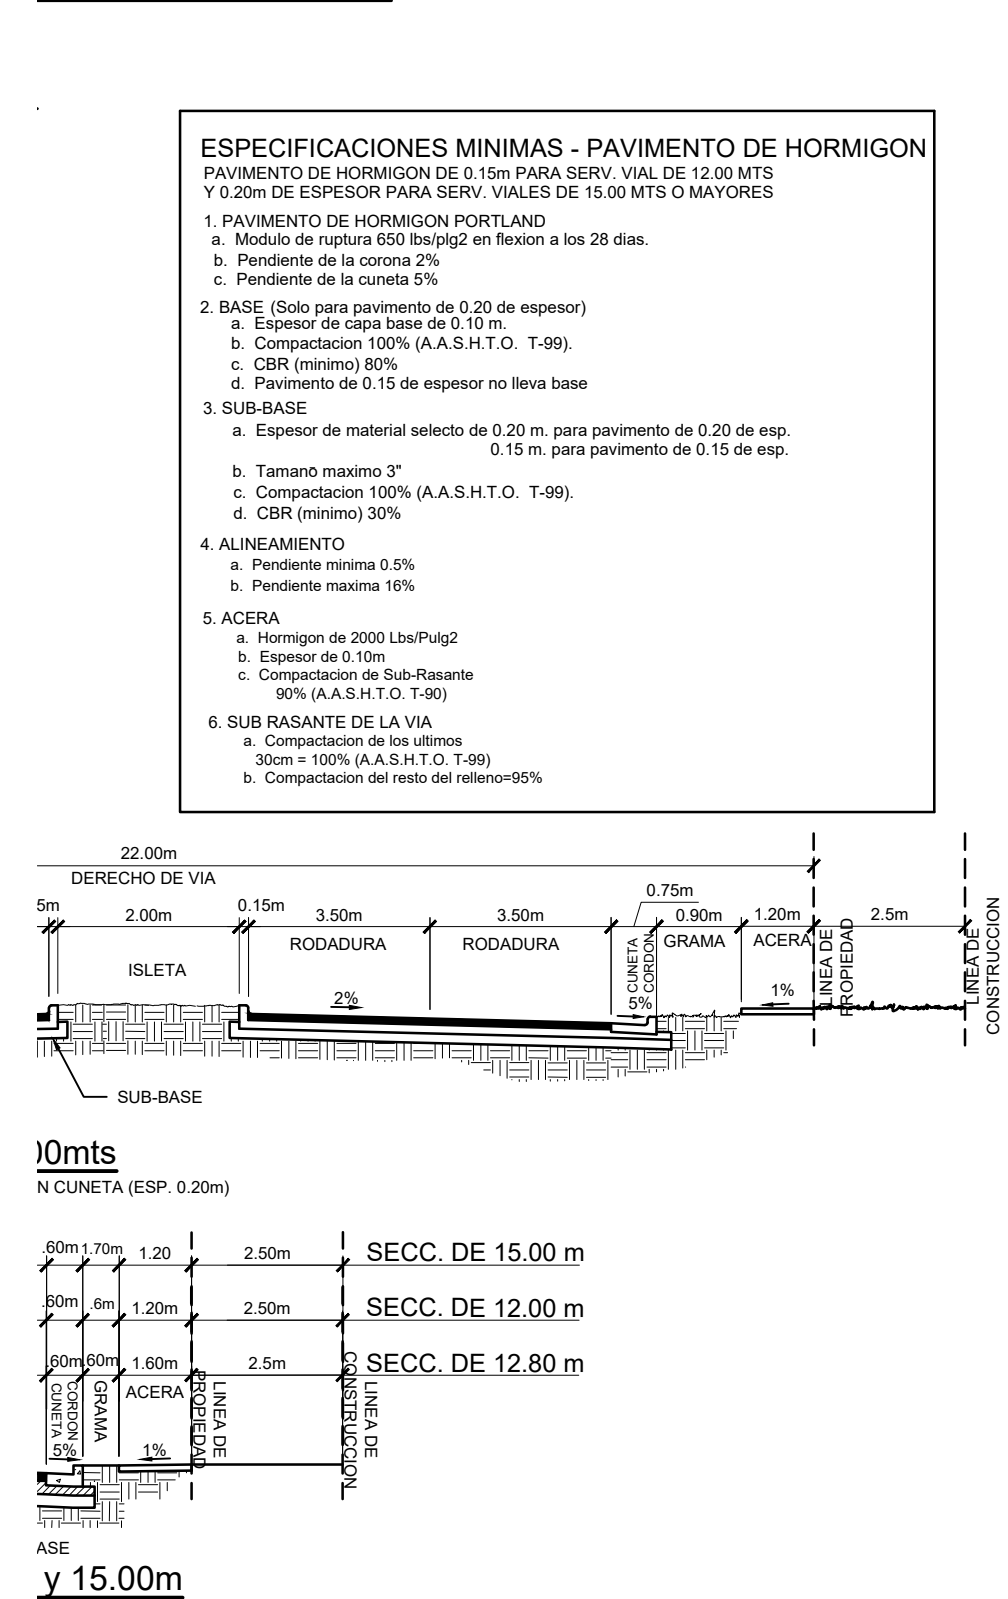 ESPECIFICACIONES MINIMAS - PAVIMENTO DE HORMIGON
PAVIMENTO DE HORMIGON DE 0.15m PARA SERV. VIAL DE 12.00 MTS
Y 0.20m DE ESPESOR PARA SERV. VIALES DE 15.00 MTS O MAYORES
1. PAVIMENTO DE HORMIGON PORTLAND
a. Modulo de ruptura 650 lbs/plg2 en flexion a los 28 dias.
b. Pendiente de la corona 2%
c. Pendiente de la cuneta 5%
2. BASE (Solo para pavimento de 0.20 de espesor)
a. Espesor de capa base de 0.10 m.
b. Compactacion 100% (A.A.S.H.T.O. T-99).
c. CBR (minimo) 80%
d. Pavimento de 0.15 de espesor no lleva base
3. SUB-BASE
a. Espesor de material selecto de 0.20 m. para pavimento de 0.20 de esp.
0.15 m. para pavimento de 0.15 de esp.
b. Tamano maximo 3"
c. Compactacion 100% (A.A.S.H.T.O. T-99).
d. CBR (minimo) 30%
4. ALINEAMIENTO
a. Pendiente minima 0.5%
b. Pendiente maxima 16%
5. ACERA
a. Hormigon de 2000 Lbs/Pulg2
b. Espesor de 0.10m
c. Compactacion de Sub-Rasante
90% (A.A.S.H.T.O. T-90)
6. SUB RASANTE DE LA VIA
a. Compactacion de los ultimos
30cm = 100% (A.A.S.H.T.O. T-99)
b. Compactacion del resto del relleno=95%
22.00m
DERECHO DE VIA
5m 2.00m 0.15m 3.50m 3.50m 0.75m 0.90m 1.20m 2.5m
ISLETA RODADURA RODADURA CUNETA CORDON GRAMA ACERA
LINEA DE PROPIEDAD
LINEA DE CONSTRUCCION
2% 5% 1%
SUB-BASE
00mts
N CUNETA (ESP. 0.20m)
.60m 1.70m 1.20 2.50m SECC. DE 15.00 m
.60m .6m 1.20m 2.50m SECC. DE 12.00 m
.60m .60m 1.60m 2.5m SECC. DE 12.80 m
CORDON CUNETA
GRAMA
ACERA
LINEA DE PROPIEDAD
LINEA DE CONSTRUCCION
5% 1%
ASE
y 15.00m